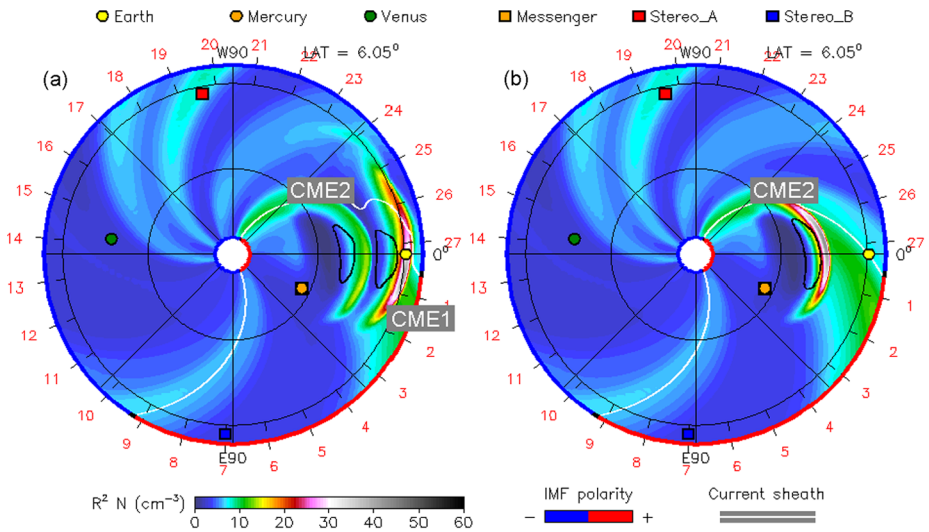 Earth Mercury Venus Messenger Stereo_A Stereo_B
(a) W90 LAT = 6.05⁰
(b) W90 LAT = 6.05⁰
17 18 19 20 21 22 23 24 25 26 27
16 15 14 13 12 11 10 9 8 7 6 5 4 3 2 1
0⁰
CME2
CME1
E90
17 18 19 20 21 22 23 24 25 26 27
16 15 14 13 12 11 10 9 8 7 6 5 4 3 2 1
0⁰
CME2
E90
R² N (cm⁻³)
0 10 20 30 40 50 60
IMF polarity
- +
Current sheath